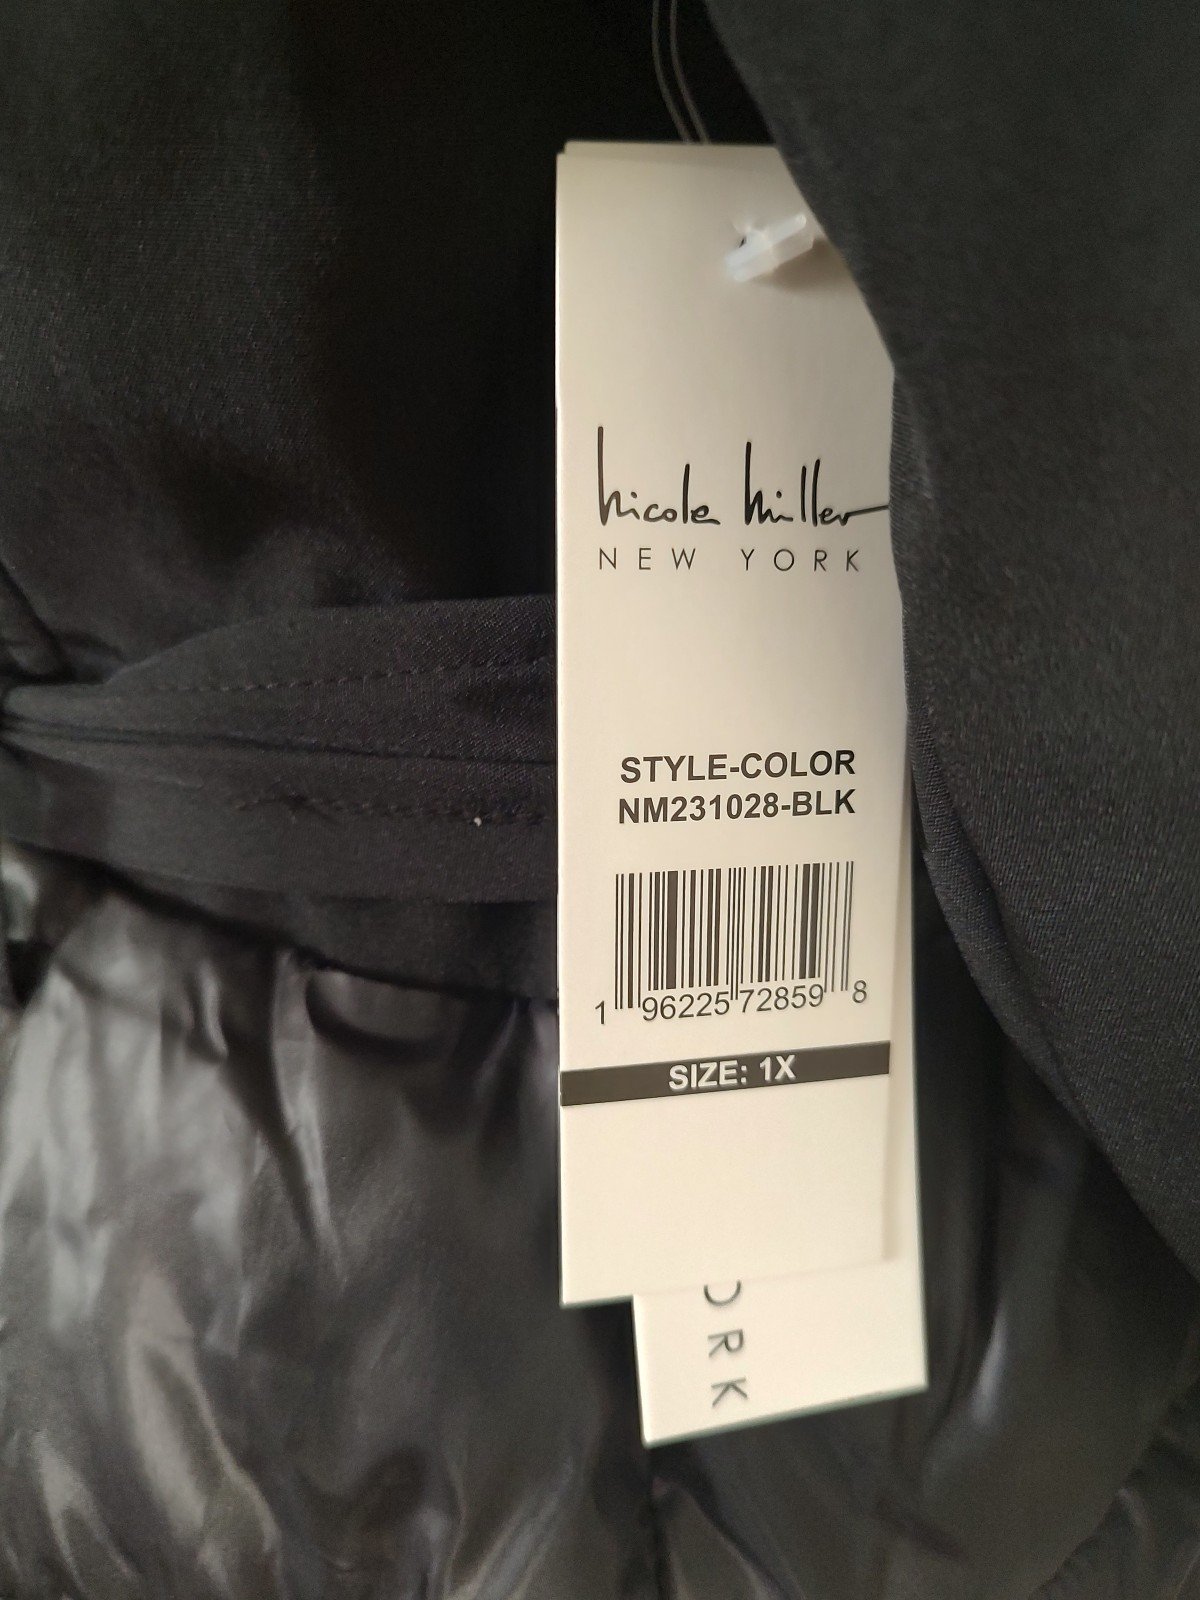 Nicole Miller
NEW YORK
STYLE-COLOR
NM231028-BLK
1 96225 72859 8
SIZE: 1X
ORK